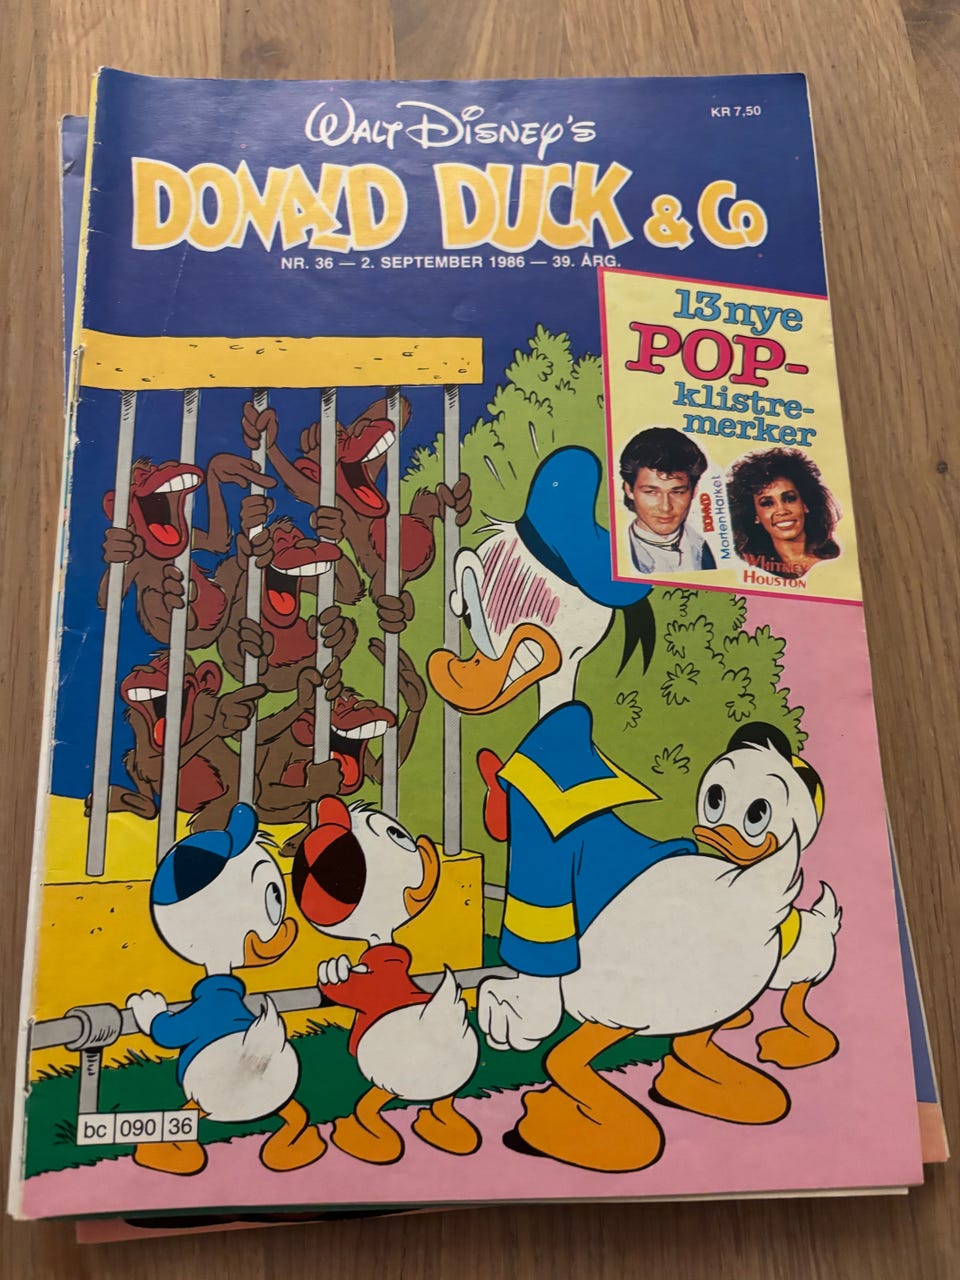 WALT DISNEY'S
KR 7,50
DONALD DUCK & CO
NR. 36 — 2. SEPTEMBER 1986 — 39. ÅRG.
13 nye
POP-
klistre-
merker
DONALD
Morten Harket
WHITNEY
HOUSTON
bc 090 36